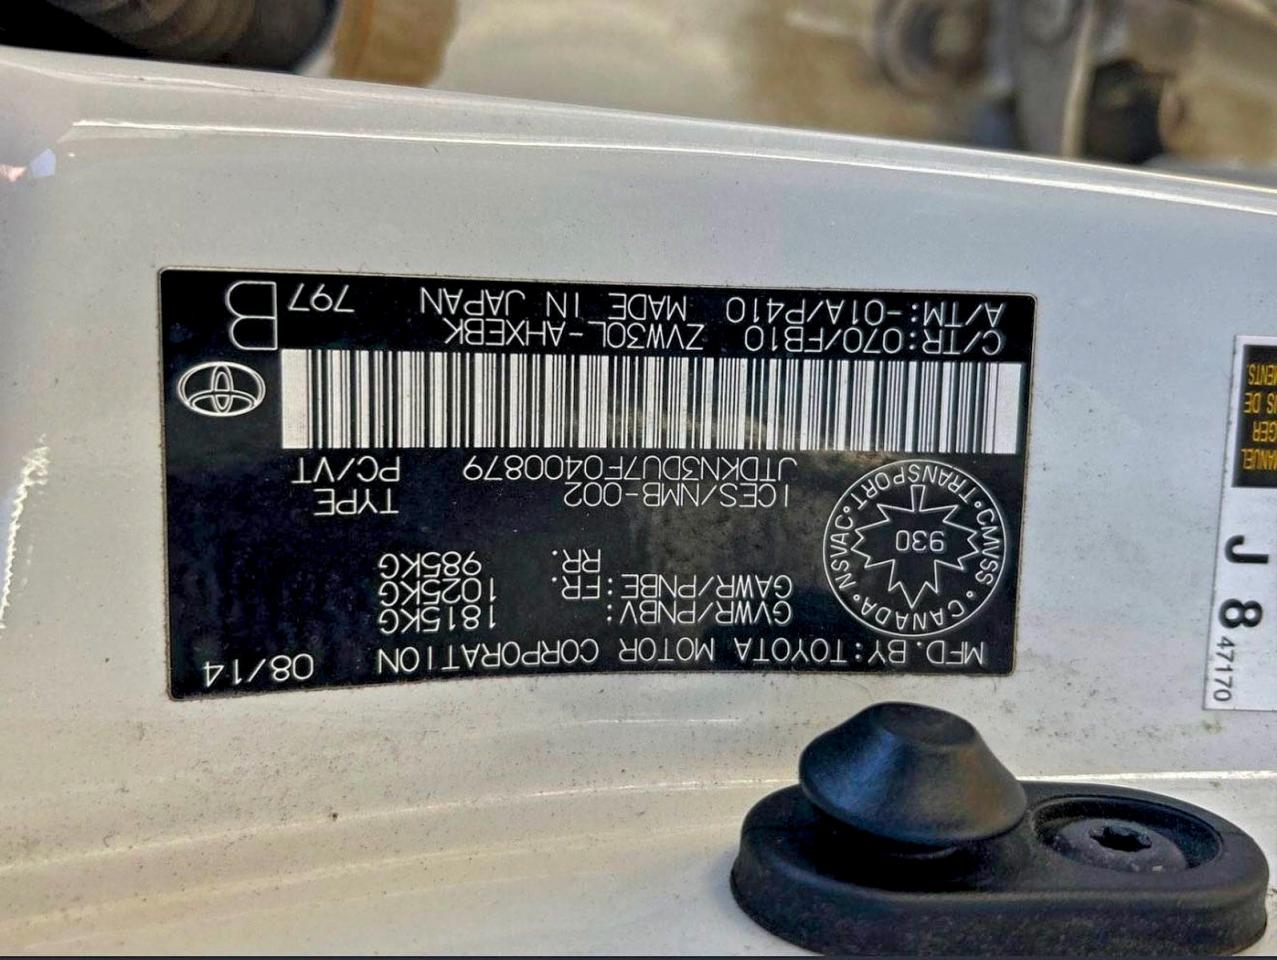 MFD. BY: TOYOTA MOTOR CORPORATION 08/14
GVWR/PNBV: 1815KG
GAWR/PNBE: FR. 1025KG
RR. 985KG
CANADA • NSVAC • TRANSPORT • CMVSS •
930
ICES/NMB-002 TYPE
JTDKN3DU7F0400879 PC/VT
C/TR: 070/FB10 ZVW30L-AHXEBK
A/TM: -01A/P410 MADE IN JAPAN 797 B
MANUEL
DE
J 8 47170